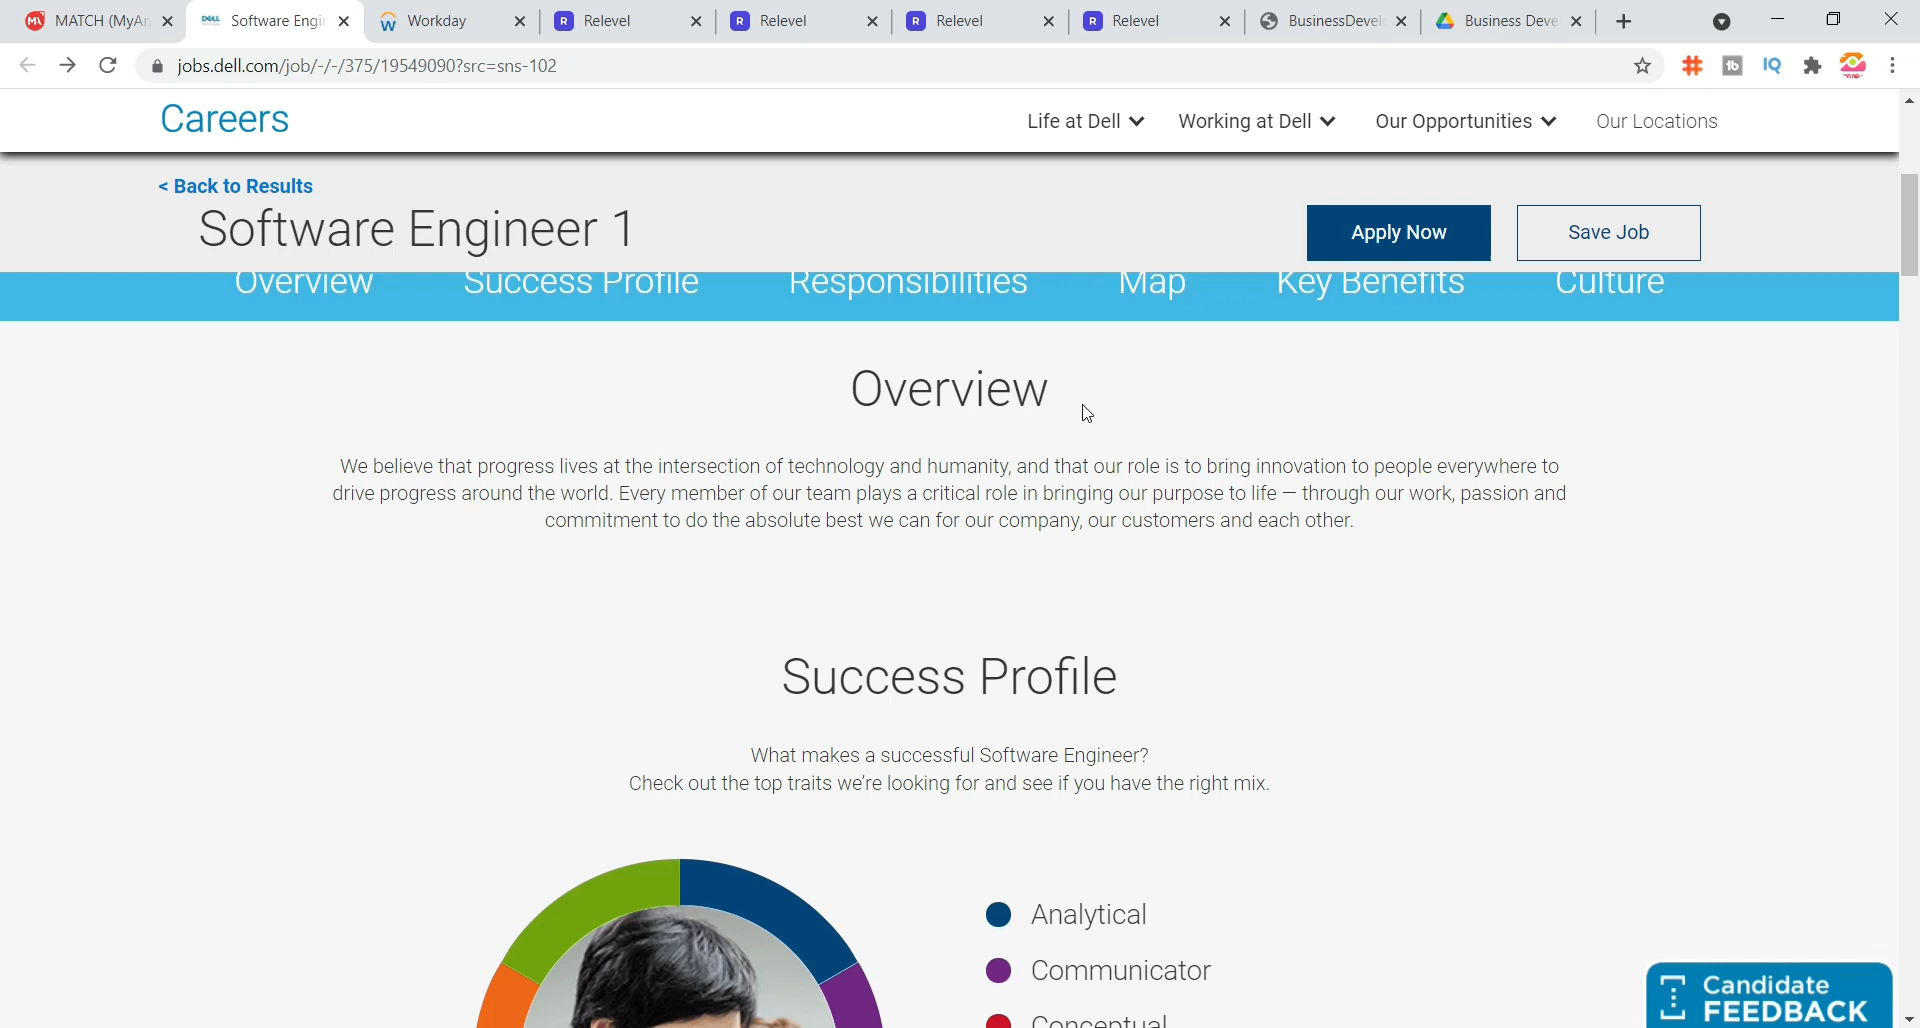 MATCH (MyAn
DELL Software Engin
Workday
R Relevel
R Relevel
R Relevel
R Relevel
BusinessDevel
Business Deve
jobs.dell.com/job/-/-/375/19549090?src=sns-102
tb
IQ
Careers
Life at Dell
Working at Dell
Our Opportunities
Our Locations
< Back to Results
Software Engineer 1
Apply Now
Save Job
Overview
Success Profile
Responsibilities
Map
Key Benefits
Culture
Overview
We believe that progress lives at the intersection of technology and humanity, and that our role is to bring innovation to people everywhere to
drive progress around the world. Every member of our team plays a critical role in bringing our purpose to life — through our work, passion and
commitment to do the absolute best we can for our company, our customers and each other.
Success Profile
What makes a successful Software Engineer?
Check out the top traits we're looking for and see if you have the right mix.
Analytical
Communicator
Conceptual
Candidate
FEEDBACK